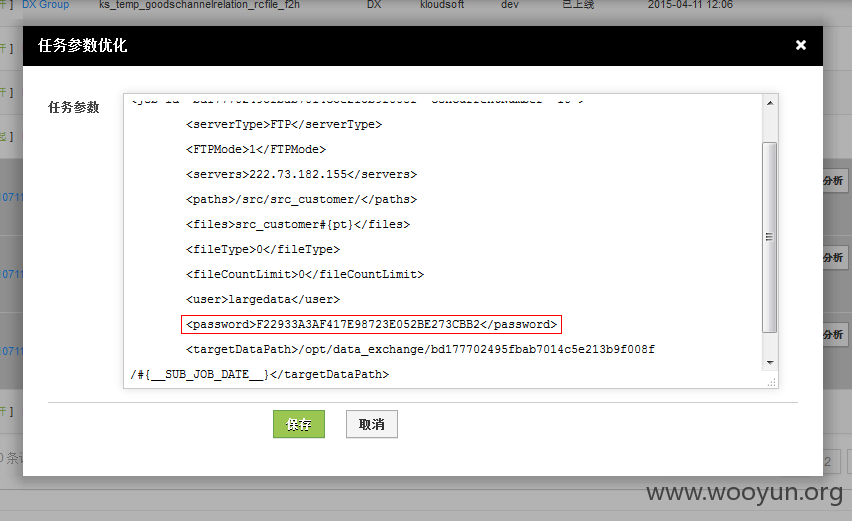 DX Group ks_temp_goodschannelrelation_rcfile_f2h DX kloudsoft dev 已上线 2015-04-11 12:06
任务参数优化
任务参数
<serverType>FTP</serverType>
<FTPMode>1</FTPMode>
<servers>222.73.182.155</servers>
<paths>/src/src_customer/</paths>
<files>src_customer#{pt}</files>
<fileType>0</fileType>
分析
<fileCountLimit>0</fileCountLimit>
分析
<user>largedata</user>
<password>F22933A3AF417E98723E052BE273CBB2</password>
分析
<targetDataPath>/opt/data_exchange/bd177702495fbab7014c5e213b9f008f
/#{__SUB_JOB_DATE__}</targetDataPath>
保存 取消
2
www.wooyun.org